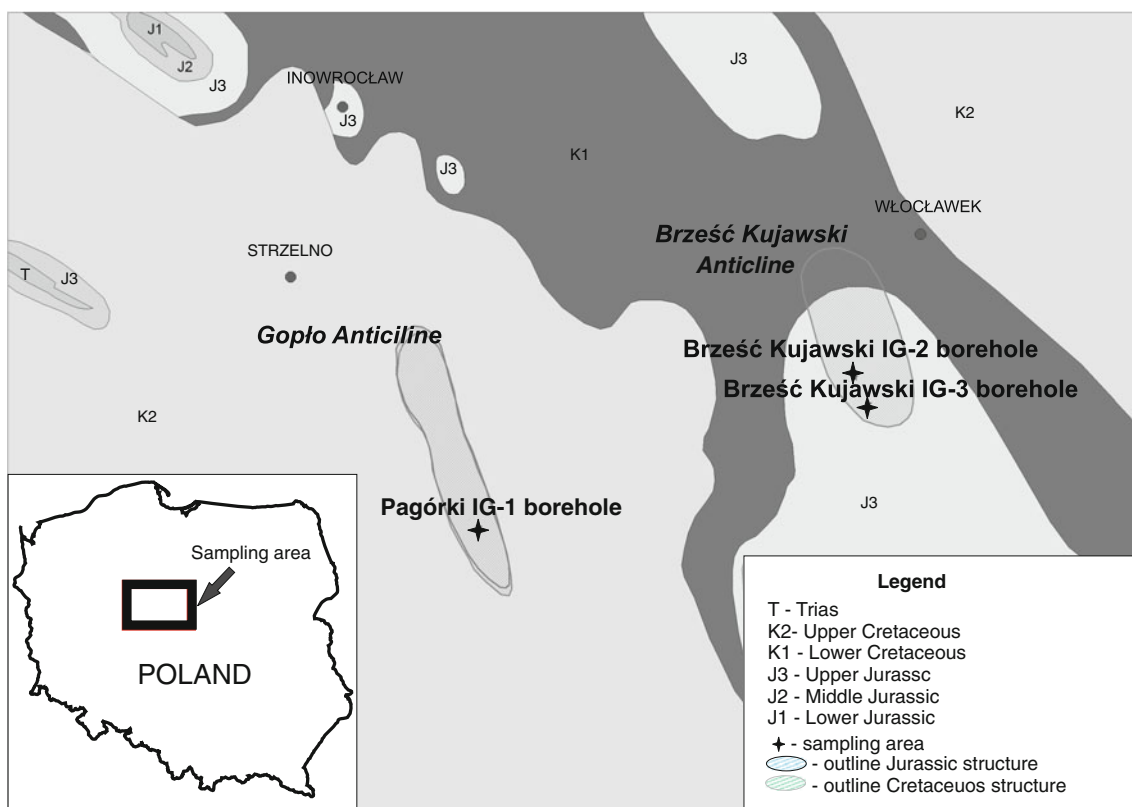 J1
J2
J3
INOWROCŁAW
J3
J3
J3
K2
K1
WŁOCŁAWEK
Brześć Kujawski
Anticline
STRZELNO
T
J3
Gopło Anticiline
Brześć Kujawski IG-2 borehole
Brześć Kujawski IG-3 borehole
K2
Pagórki IG-1 borehole
J3
Sampling area
POLAND
Legend
T - Trias
K2- Upper Cretaceous
K1 - Lower Cretaceous
J3 - Upper Jurassc
J2 - Middle Jurassic
J1 - Lower Jurassic
- sampling area
- outline Jurassic structure
- outline Cretaceuos structure